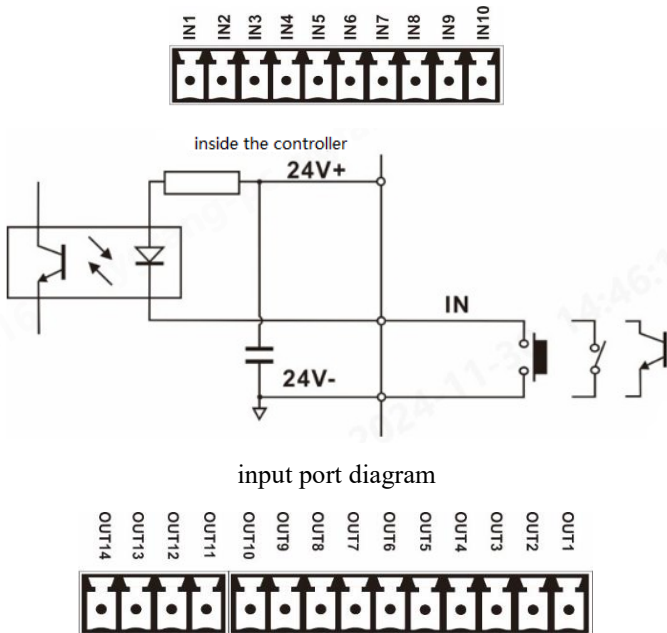 IN1 IN2 IN3 IN4 IN5 IN6 IN7 IN8 IN9 IN10
inside the controller
24V+
IN
24V-
input port diagram
OUT14 OUT13 OUT12 OUT11 OUT10 OUT9 OUT8 OUT7 OUT6 OUT5 OUT4 OUT3 OUT2 OUT1